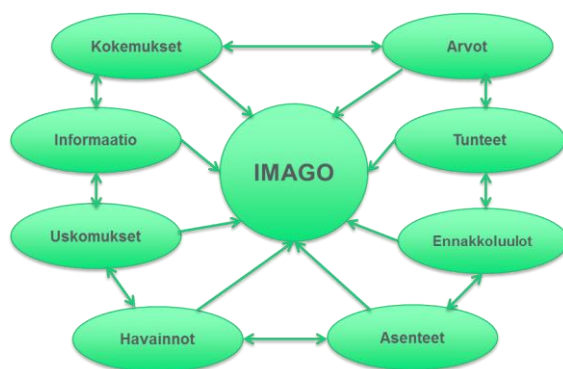 Kokemukset
Arvot
Informaatio
Tunteet
IMAGO
Uskomukset
Ennakkoluulot
Havainnot
Asenteet